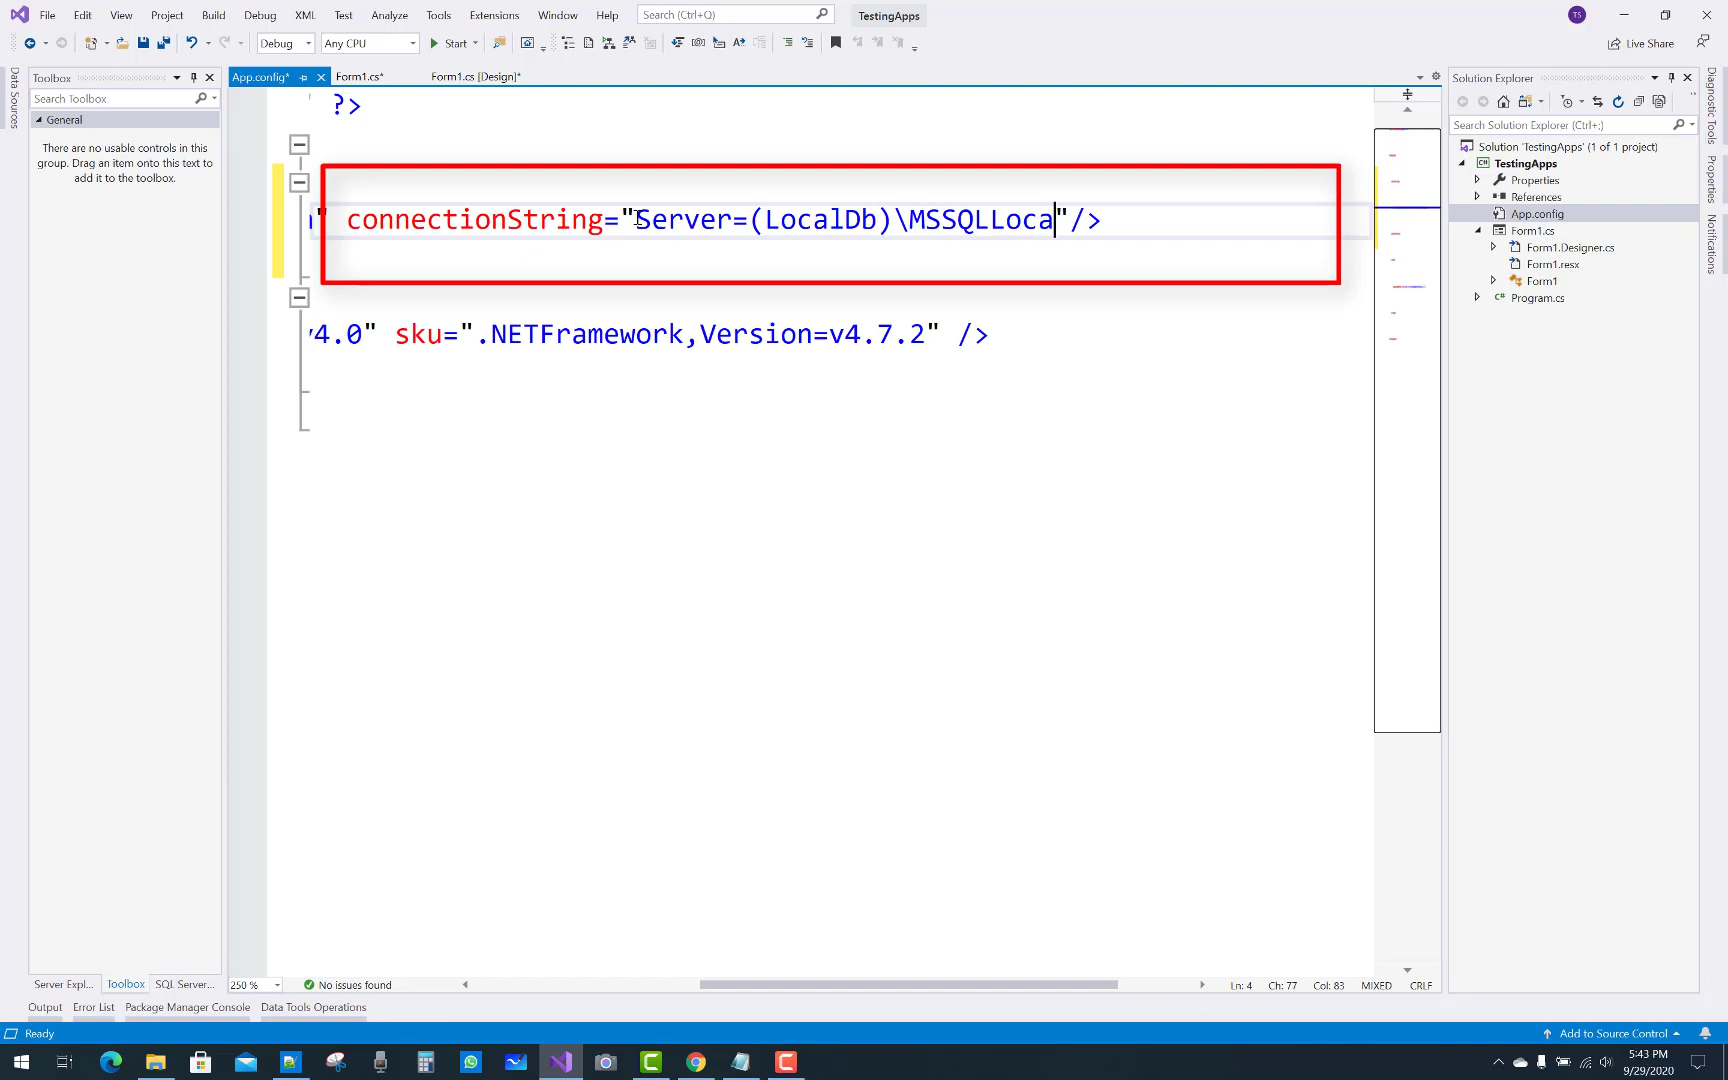 File Edit View Project Build Debug XML Test Analyze Tools Extensions Window Help Search (Ctrl+Q) TestingApps TS
Debug Any CPU Start Live Share
Data Sources
Toolbox
Search Toolbox
General
There are no usable controls in this
group. Drag an item onto this text to
add it to the toolbox.
App.config* Form1.cs* Form1.cs [Design]*
?>
" connectionString="Server=(LocalDb)\MSSQLLoca"/>
v4.0" sku=".NETFramework,Version=v4.7.2" />
Solution Explorer
Search Solution Explorer (Ctrl+;)
Solution 'TestingApps' (1 of 1 project)
TestingApps
Properties
References
App.config
Form1.cs
Form1.Designer.cs
Form1.resx
Form1
Program.cs
Diagnostic Tools
Properties
Notifications
Server Expl... Toolbox SQL Server...
250 % No issues found Ln: 4 Ch: 77 Col: 83 MIXED CRLF
Output Error List Package Manager Console Data Tools Operations
Ready Add to Source Control
5:43 PM
9/29/2020